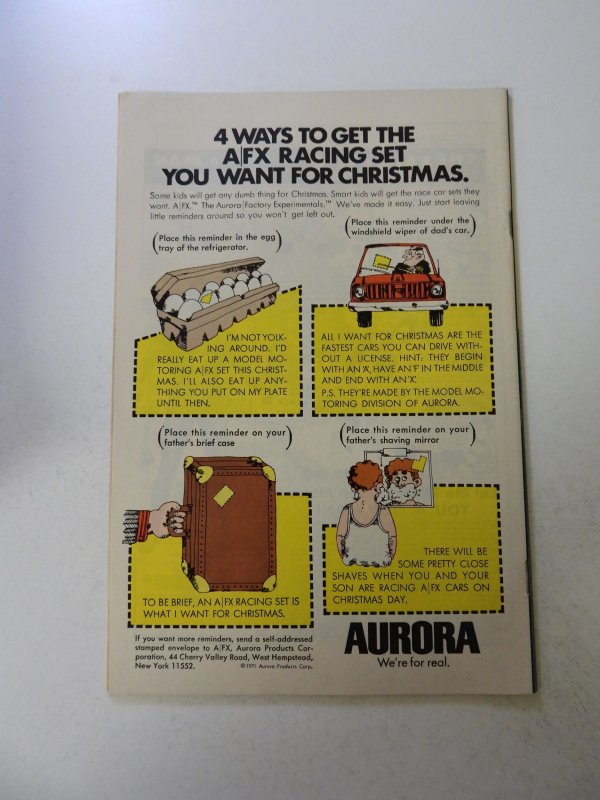 4 WAYS TO GET THE
A|FX RACING SET
YOU WANT FOR CHRISTMAS.
Some kids will get any dumb thing for Christmas. Smart kids will get the race car sets they
want. A|FX.™ The Aurora|Factory Experimentals.™ We've made it easy. Just start leaving
little reminders around so you won't get left out.
(Place this reminder in the egg
tray of the refrigerator.)
I'M NOT YOLK-
ING AROUND. I'D
REALLY EAT UP A MODEL MO-
TORING A|FX SET THIS CHRIST-
MAS. I'LL ALSO EAT UP ANY-
THING YOU PUT ON MY PLATE
UNTIL THEN.
(Place this reminder under the
windshield wiper of dad's car.)
ALL I WANT FOR CHRISTMAS ARE THE
FASTEST CARS YOU CAN DRIVE WITH-
OUT A LICENSE. HINT: THEY BEGIN
WITH AN 'A', HAVE AN 'F' IN THE MIDDLE
AND END WITH AN 'X'.
P.S. THEY'RE MADE BY THE MODEL MO-
TORING DIVISION OF AURORA.
(Place this reminder on your
father's brief case)
TO BE BRIEF, AN A|FX RACING SET IS
WHAT I WANT FOR CHRISTMAS.
(Place this reminder on your
father's shaving mirror)
THERE WILL BE
SOME PRETTY CLOSE
SHAVES WHEN YOU AND YOUR
SON ARE RACING A|FX CARS ON
CHRISTMAS DAY.
If you want more reminders, send a self-addressed
stamped envelope to A|FX, Aurora Products Cor-
poration, 44 Cherry Valley Road, West Hempstead,
New York 11552.
©1971 Aurora Products Corp.
AURORA
We're for real.